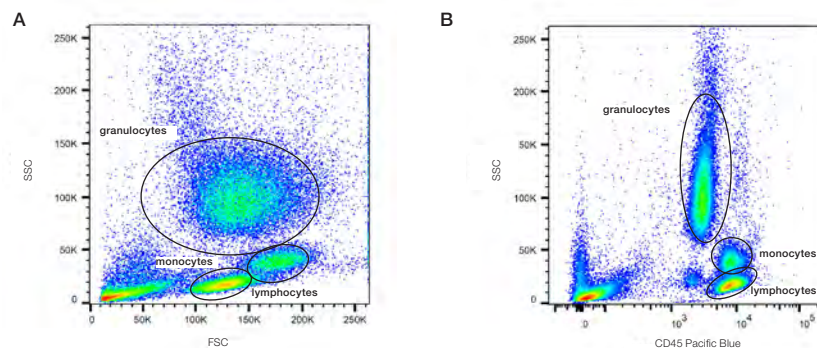 A
250K
200K
150K
100K
50K
0
SSC
granulocytes
monocytes
lymphocytes
0
50K
100K
150K
200K
250K
FSC
B
250K
200K
150K
100K
50K
0
SSC
granulocytes
monocytes
lymphocytes
0
10³
10⁴
10⁵
CD45 Pacific Blue